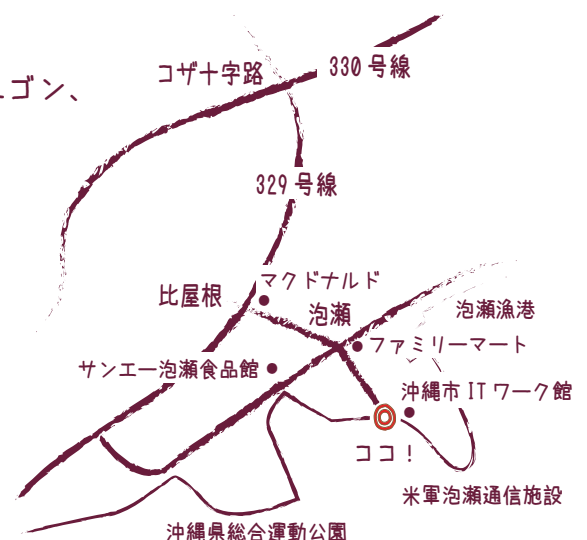 330号線
コザ十字路
ゴン、
329号線
マクドナルド
比屋根
泡瀬
泡瀬漁港
ファミリーマート
サンエー泡瀬食品館
沖縄市ITワーク館
ココ！
米軍泡瀬通信施設
沖縄県総合運動公園